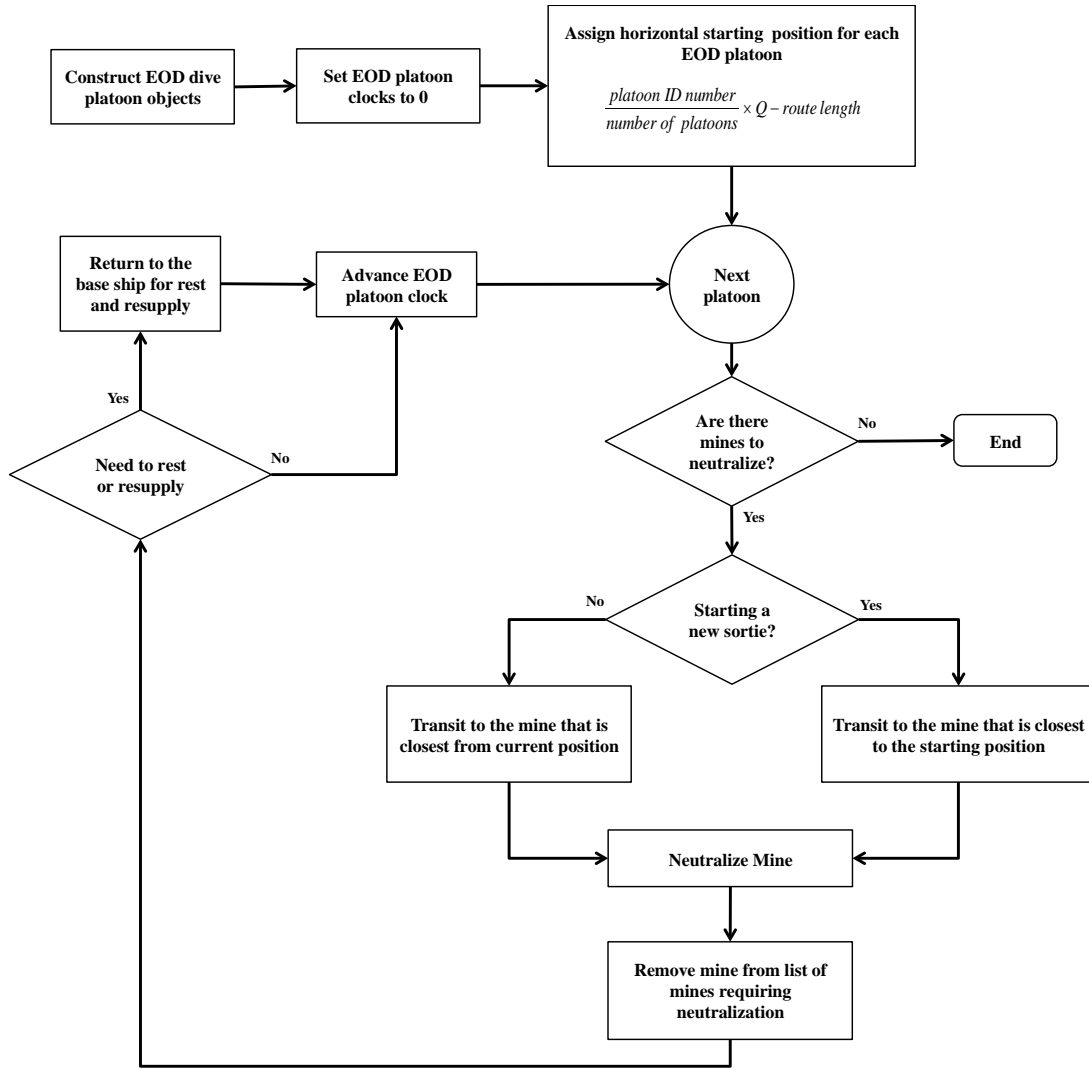 Construct EOD dive
platoon objects
Set EOD platoon
clocks to 0
Assign horizontal starting position for each
EOD platoon
platoon ID number
number of platoons
× Q – route length
Return to the
base ship for rest
and resupply
Advance EOD
platoon clock
Next
platoon
Yes
Need to rest
or resupply
No
Are there
mines to
neutralize?
No
End
Yes
No
Starting a
new sortie?
Yes
Transit to the mine that is
closest from current position
Transit to the mine that is closest
to the starting position
Neutralize Mine
Remove mine from list of
mines requiring
neutralization